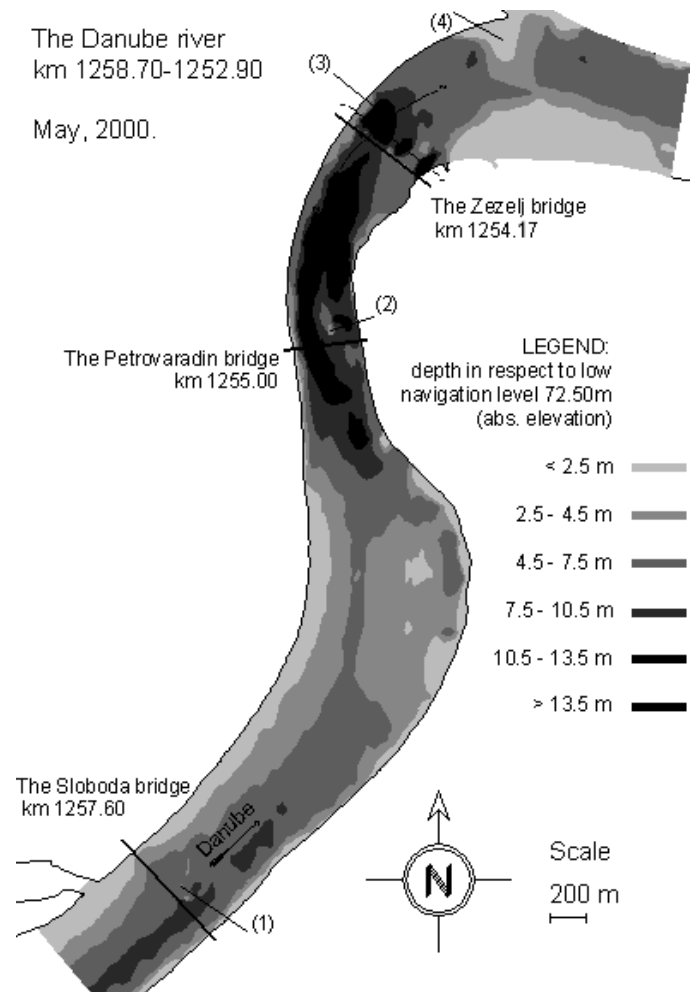 The Danube river
km 1258.70-1252.90
May, 2000.
(4)
(3)
The Zezelj bridge
km 1254.17
(2)
The Petrovaradin bridge
km 1255.00
LEGEND:
depth in respect to low
navigation level 72.50m
(abs. elevation)
< 2.5 m
2.5 - 4.5 m
4.5 - 7.5 m
7.5 - 10.5 m
10.5 - 13.5 m
> 13.5 m
The Sloboda bridge
km 1257.60
Danube
(1)
N
Scale
200 m